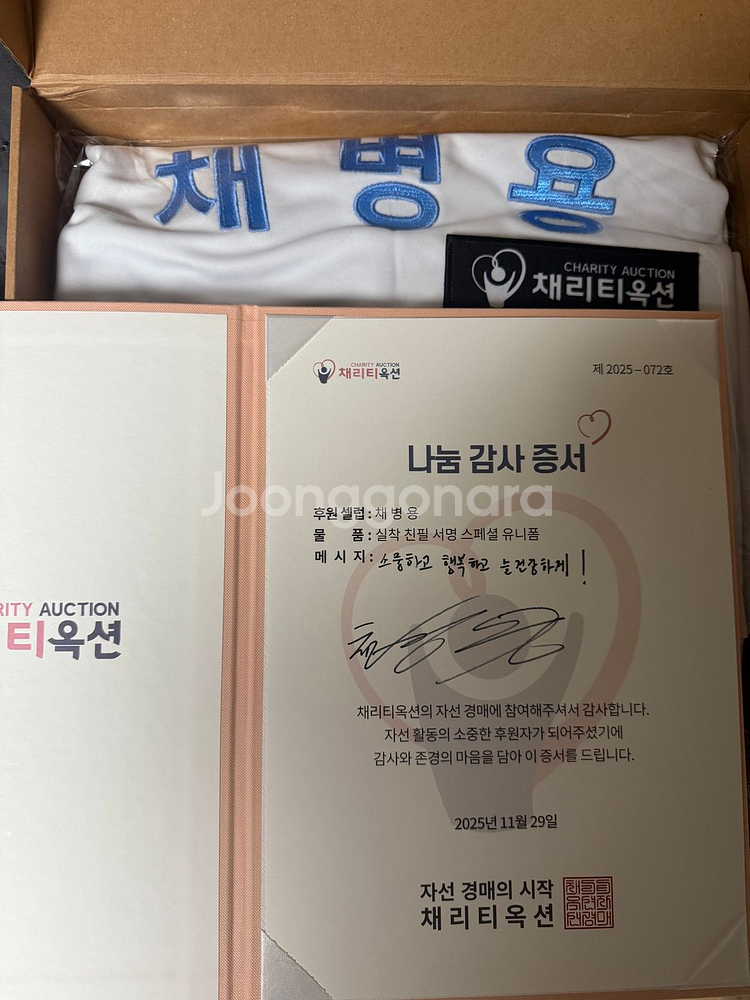 채병용
CHARITY AUCTION
채리티옥션
CHARITY AUCTION
채리티옥션
제 2025 – 072호
나눔 감사 증서
Joonggonara
후원 셀럽 : 채 병 용
물 품 : 실착 친필 서명 스페셜 유니폼
메 시 지 : 소중하고 행복하고 늘 건강하게!
RITY AUCTION
티옥션
채리티옥션의 자선 경매에 참여해주셔서 감사합니다.
자선 활동의 소중한 후원자가 되어주셨기에
감사와 존경의 마음을 담아 이 증서를 드립니다.
2025년 11월 29일
자선 경매의 시작
채리티옥션